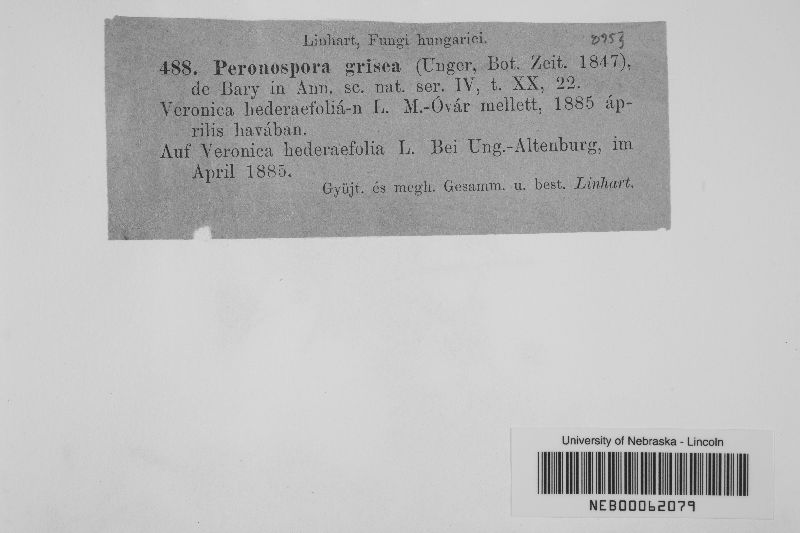 Linhart, Fungi hungarici.
488. Peronospora grisea (Unger, Bot. Zeit. 1847),
de Bary in Ann. sc. nat. ser. IV, t. XX, 22.
Veronica hederaefoliá-n L. M.-Óvár mellett, 1885 áp-
rilis havában.
Auf Veronica hederaefolia L. Bei Ung.-Altenburg, im
April 1885.
Gyüjt. és megh. Gesamm. u. best. Linhart.
University of Nebraska - Lincoln
NEB00062079